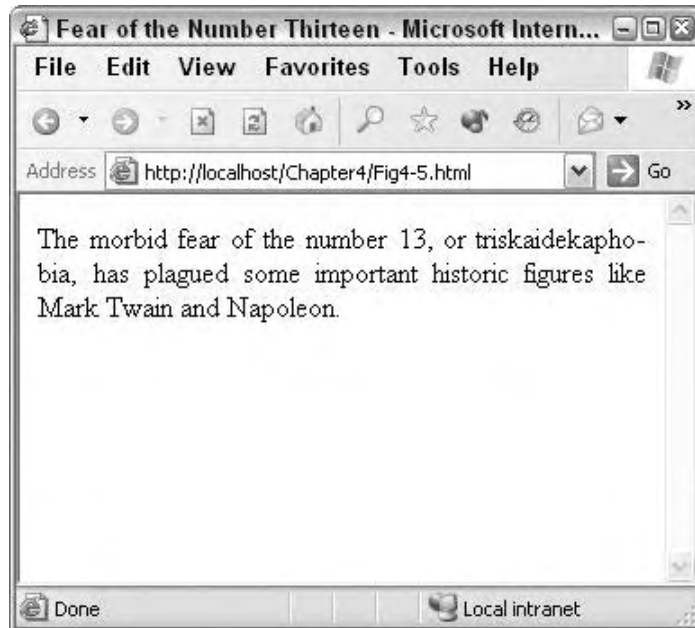 Fear of the Number Thirteen - Microsoft Intern...
File Edit View Favorites Tools Help
»
Address http://localhost/Chapter4/Fig4-5.html Go
The morbid fear of the number 13, or triskaidekapho-
bia, has plagued some important historic figures like
Mark Twain and Napoleon.
Done Local intranet